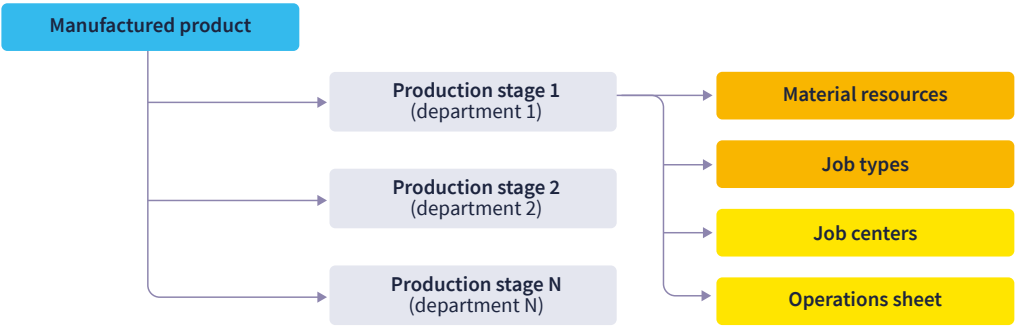 Manufactured product
Production stage 1
(department 1)
Production stage 2
(department 2)
Production stage N
(department N)
Material resources
Job types
Job centers
Operations sheet